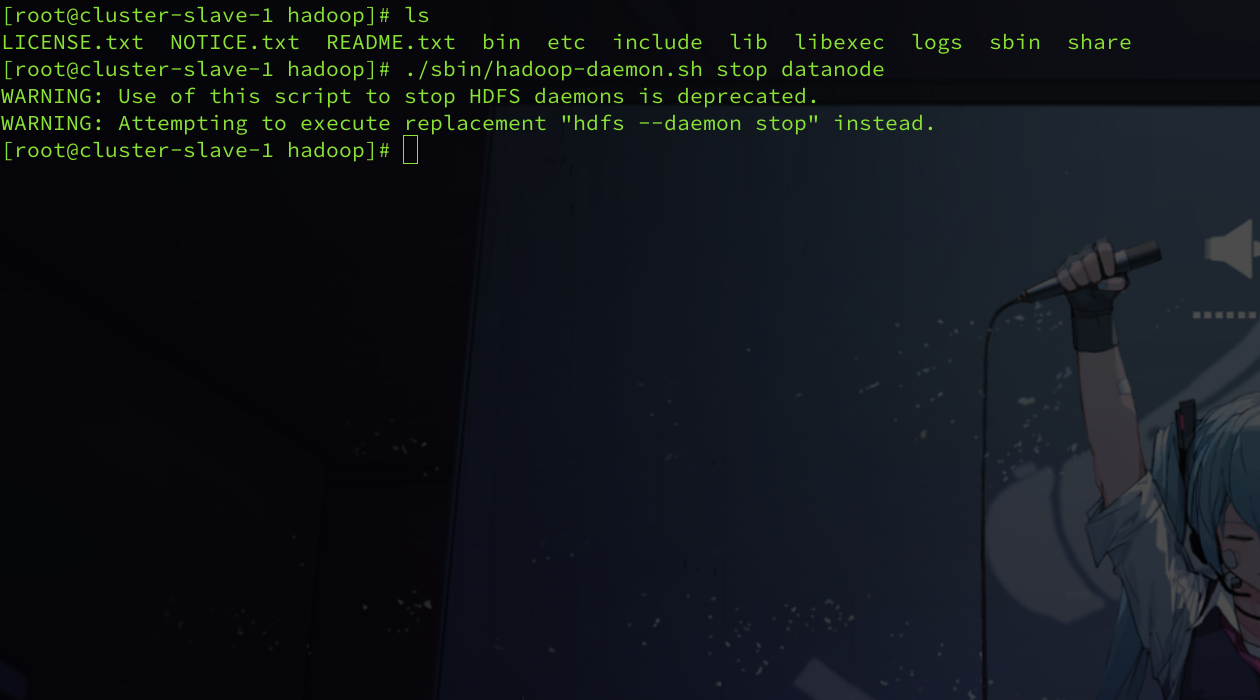 [root@cluster-slave-1 hadoop]# ls
LICENSE.txt  NOTICE.txt  README.txt  bin  etc  include  lib  libexec  logs  sbin  share
[root@cluster-slave-1 hadoop]# ./sbin/hadoop-daemon.sh stop datanode
WARNING: Use of this script to stop HDFS daemons is deprecated.
WARNING: Attempting to execute replacement "hdfs --daemon stop" instead.
[root@cluster-slave-1 hadoop]#